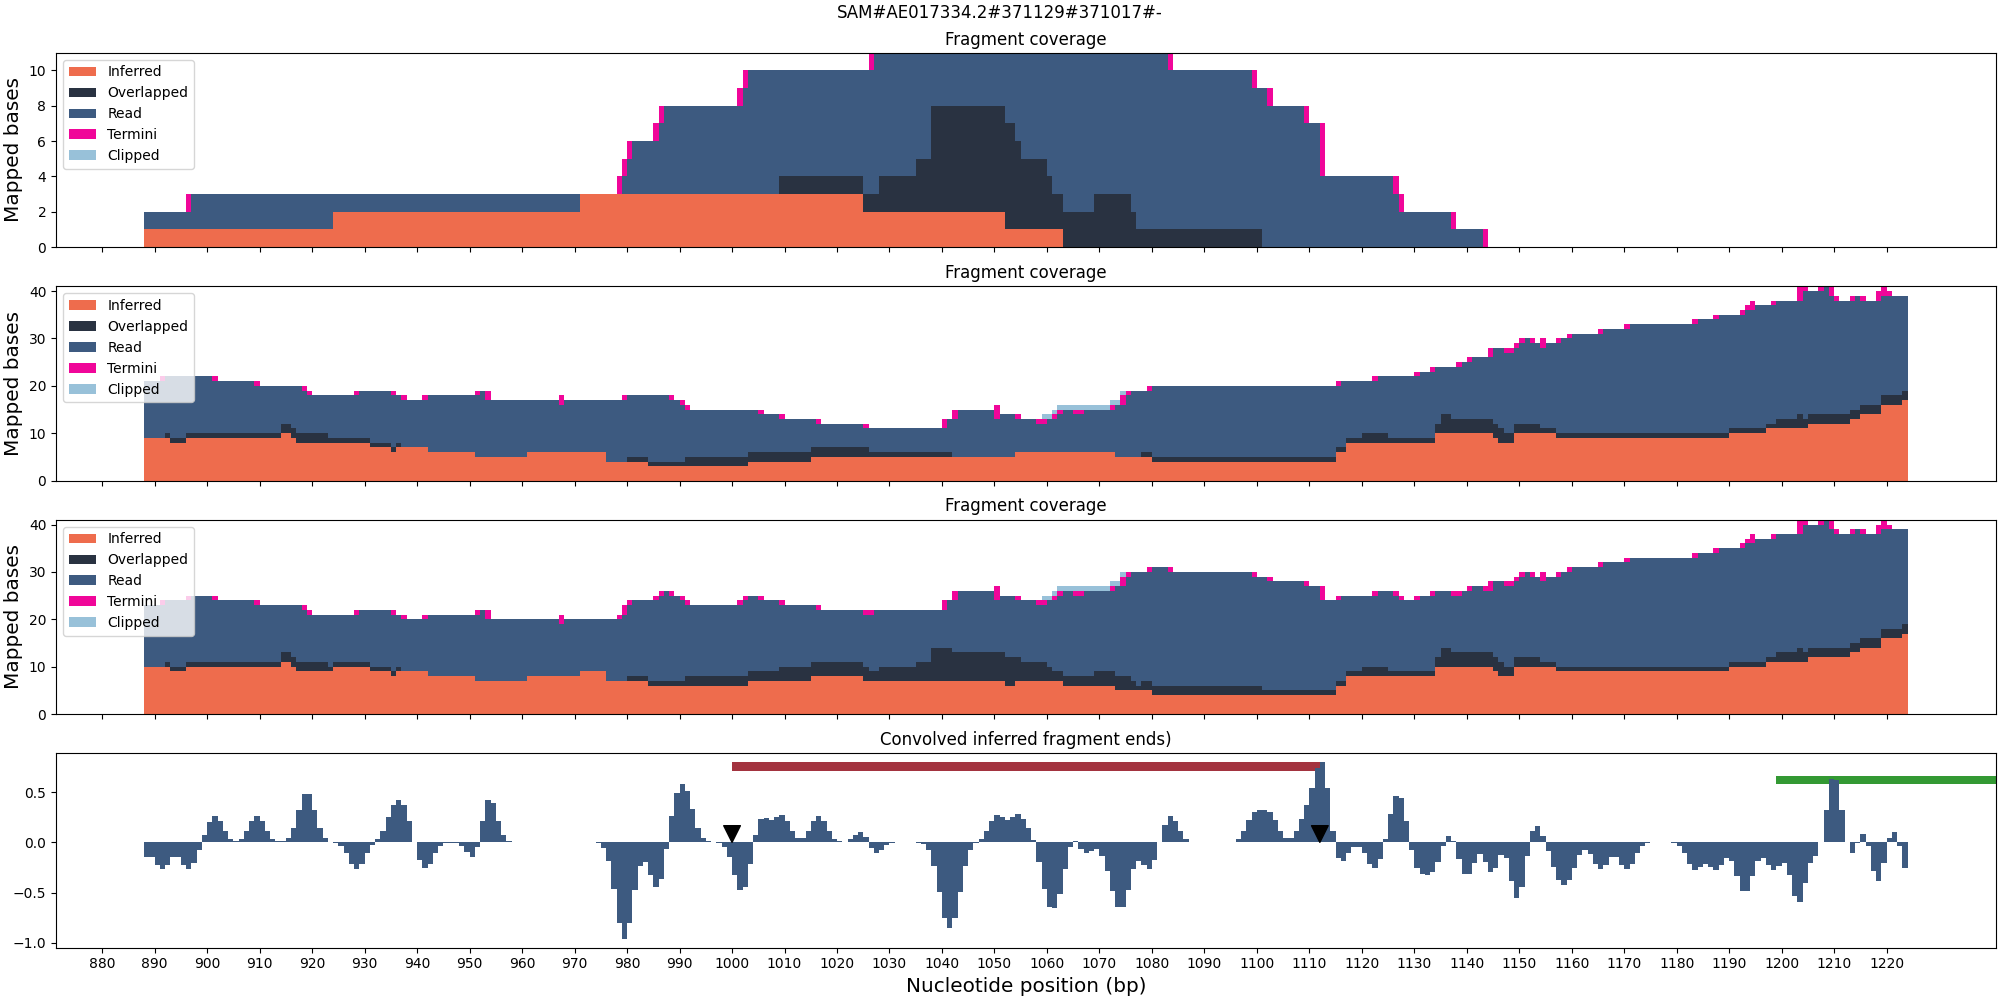 SAM#AE017334.2#371129#371017#-
Fragment coverage
Mapped bases
10
8
6
4
2
0
Inferred
Overlapped
Read
Termini
Clipped
Fragment coverage
Mapped bases
40
30
20
10
0
Inferred
Overlapped
Read
Termini
Clipped
Fragment coverage
Mapped bases
40
30
20
10
0
Inferred
Overlapped
Read
Termini
Clipped
Convolved inferred fragment ends)
0.5
0.0
−0.5
−1.0
880 890 900 910 920 930 940 950 960 970 980 990 1000 1010 1020 1030 1040 1050 1060 1070 1080 1090 1100 1110 1120 1130 1140 1150 1160 1170 1180 1190 1200 1210 1220
Nucleotide position (bp)